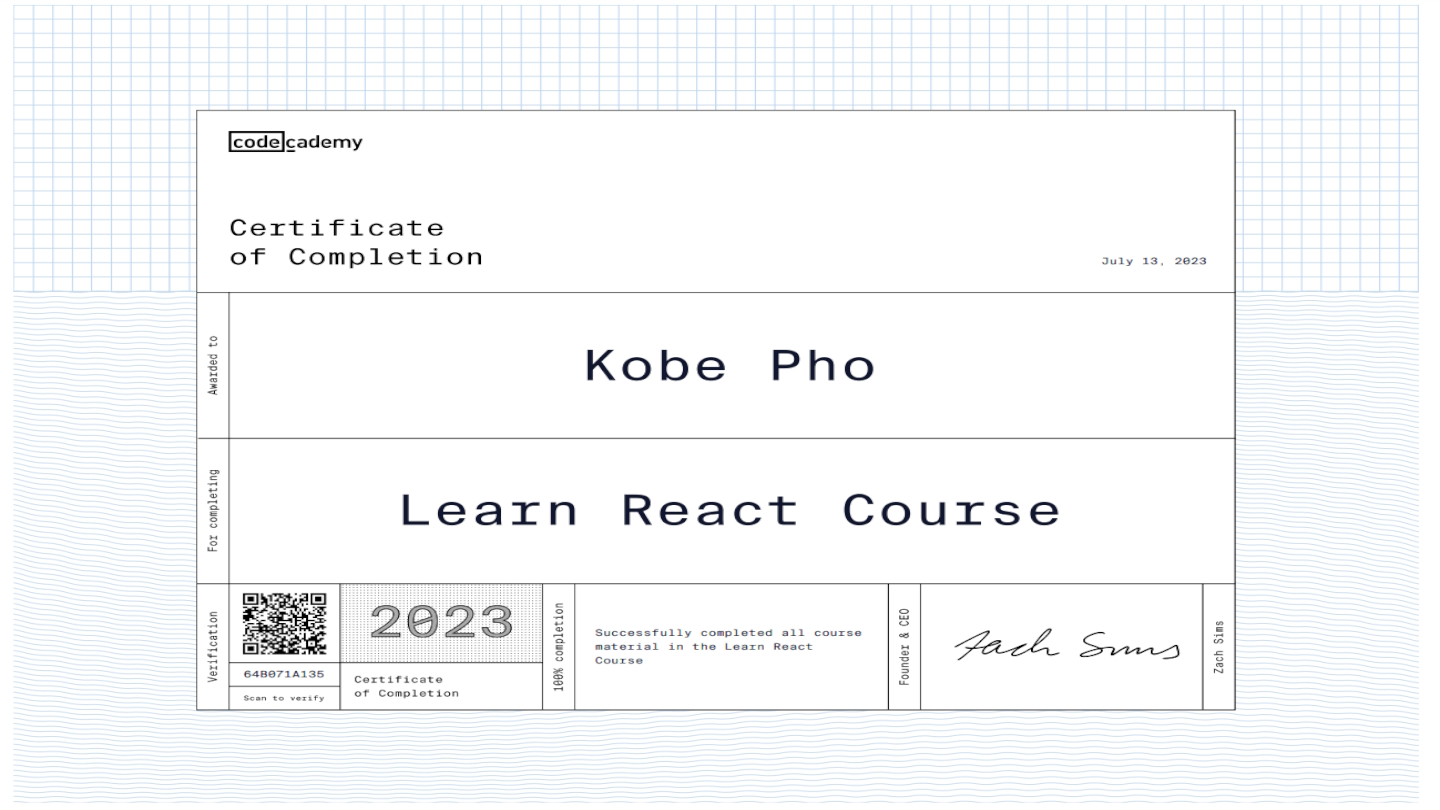 codecademy
Certificate
of Completion
July 13, 2023
Awarded to
Kobe Pho
For completing
Learn React Course
Verification
64B071A135
Scan to verify
2023
Certificate
of Completion
100% completion
Successfully completed all course
material in the Learn React
Course
Founder & CEO
Zach Sims
Zach Sims